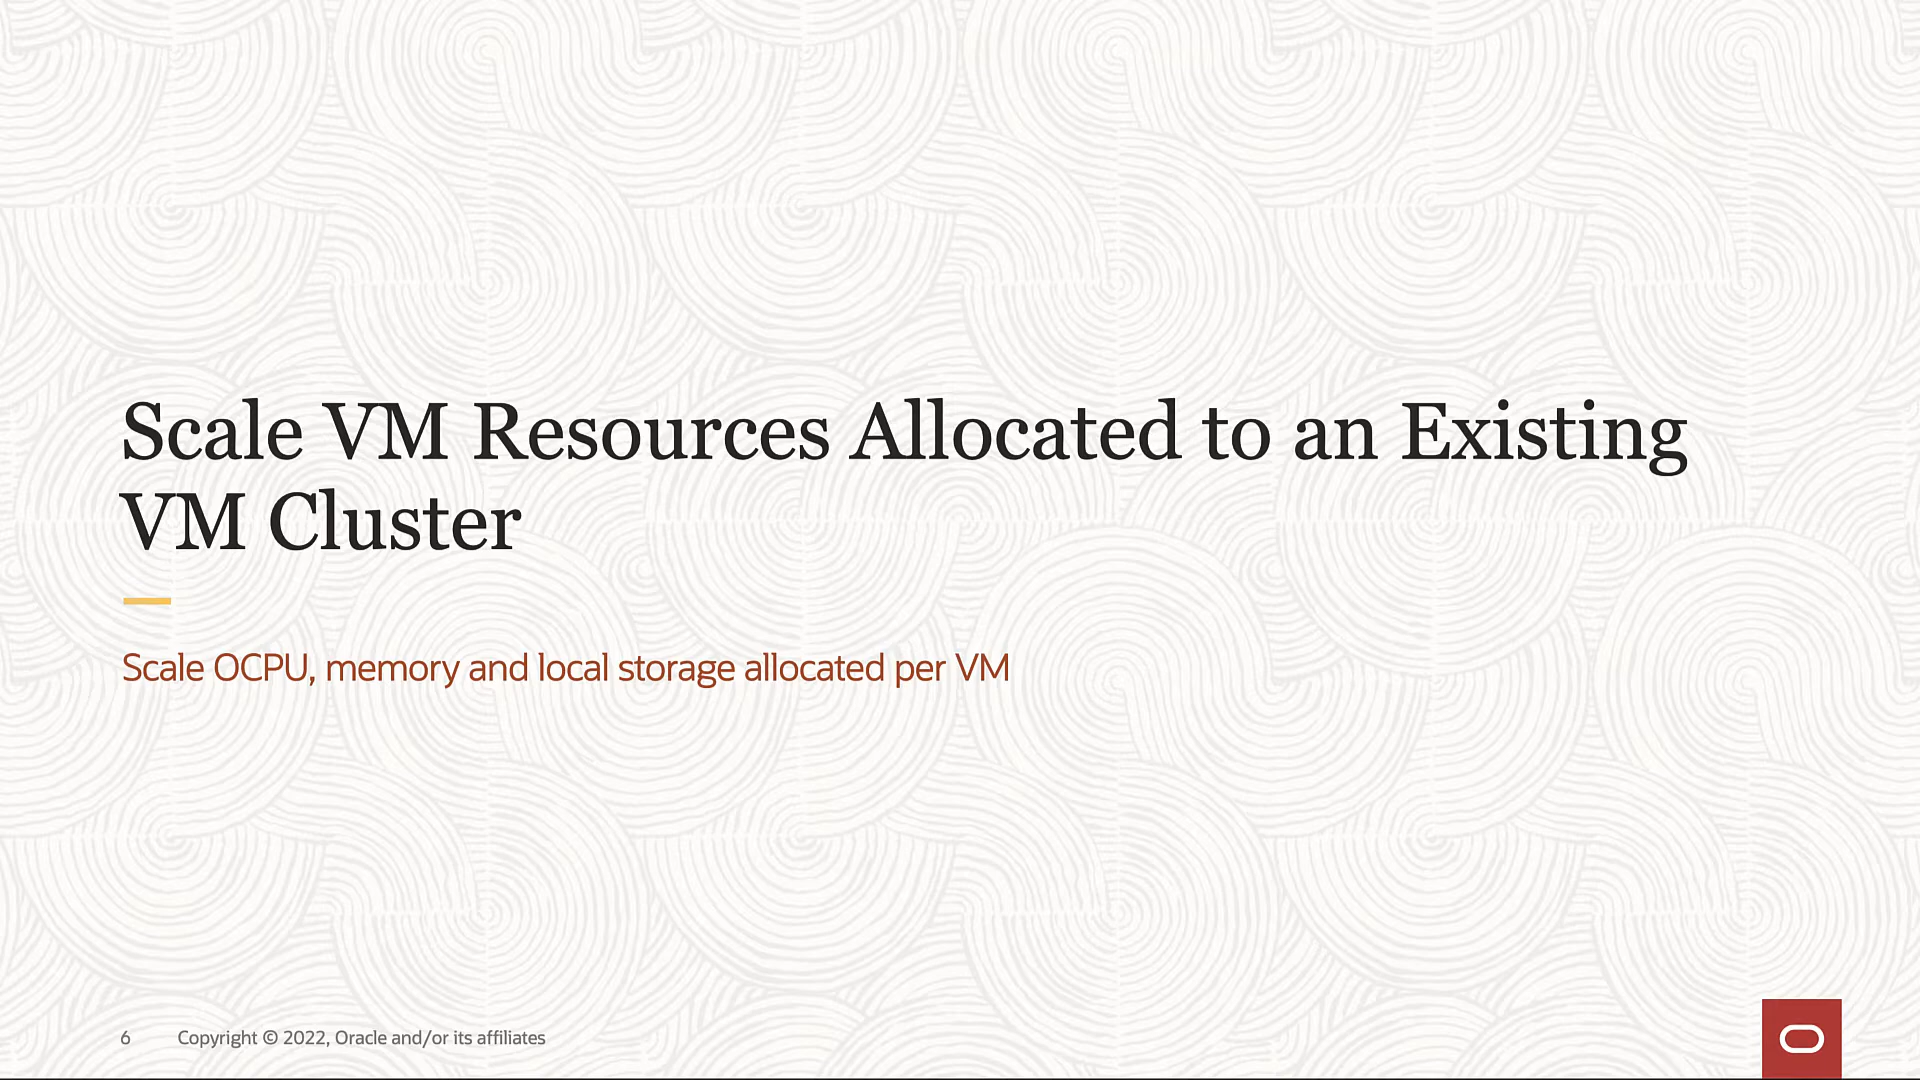 Scale VM Resources Allocated to an Existing
VM Cluster
Scale OCPU, memory and local storage allocated per VM
6 Copyright © 2022, Oracle and/or its affiliates